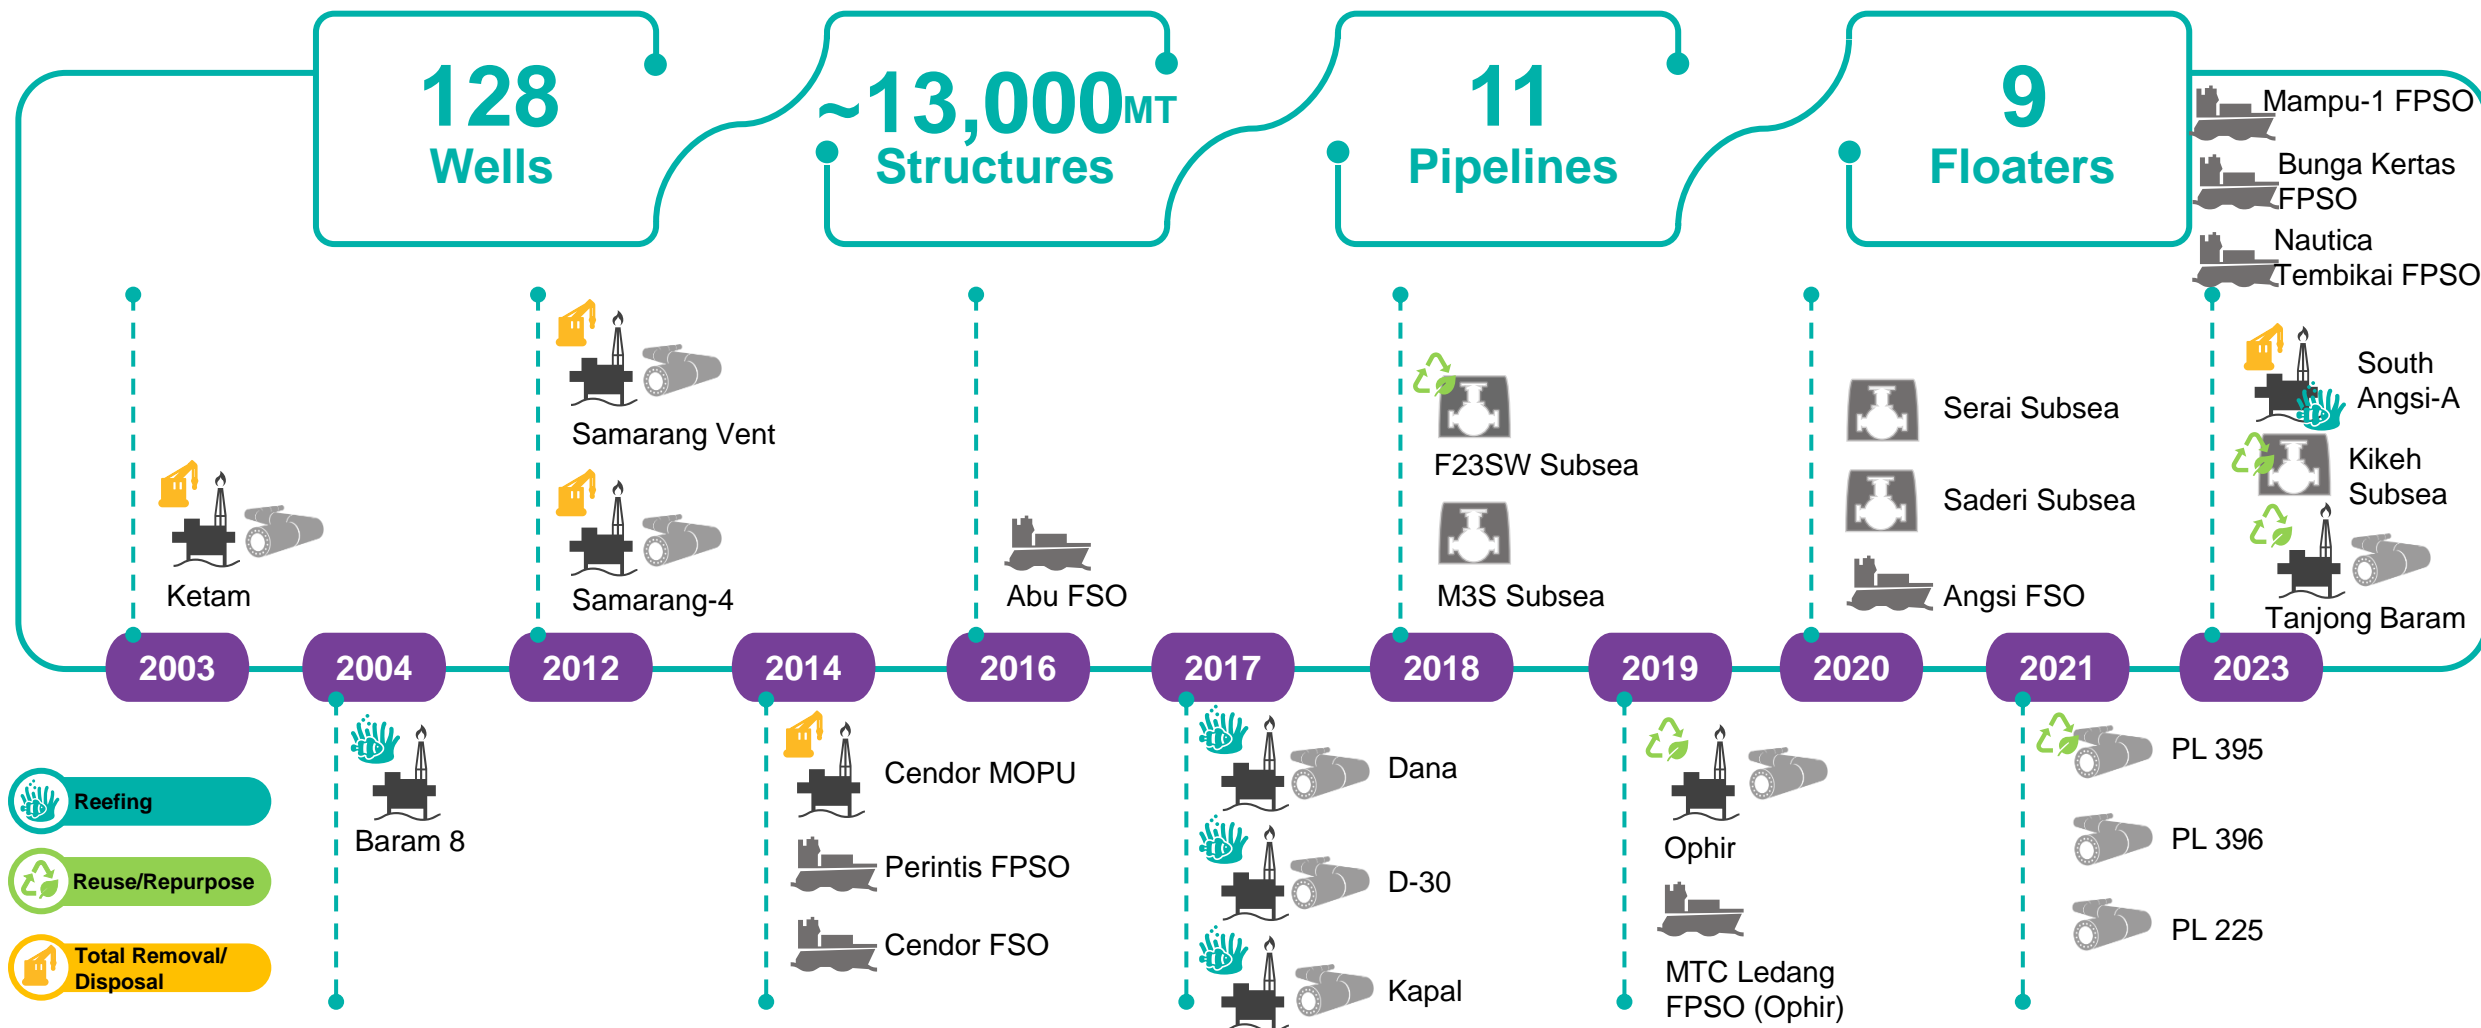 128
Wells
~13,000 MT
Structures
11
Pipelines
9
Floaters
Mampu-1 FPSO
Bunga Kertas
FPSO
Nautica
Tembikai FPSO
Ketam
Samarang Vent
Samarang-4
Abu FSO
F23SW Subsea
M3S Subsea
Serai Subsea
Saderi Subsea
Angsi FSO
South
Angsi-A
Kikeh
Subsea
Tanjong Baram
2003
2004
2012
2014
2016
2017
2018
2019
2020
2021
2023
Baram 8
Cendor MOPU
Perintis FPSO
Cendor FSO
Dana
D-30
Kapal
Ophir
MTC Ledang
FPSO (Ophir)
PL 395
PL 396
PL 225
Reefing
Reuse/Repurpose
Total Removal/
Disposal